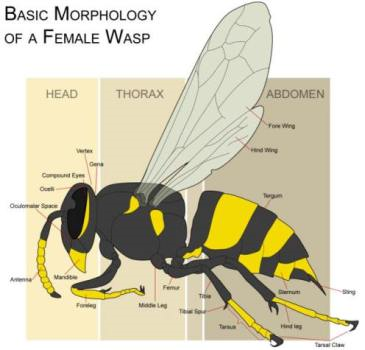 BASIC MORPHOLOGY
OF A FEMALE WASP
HEAD
THORAX
ABDOMEN
Fore Wing
Hind Wing
Vertex
Gena
Compound Eyes
Ocelli
Oculomalar Space
Tergum
Antenna
Mandible
Foreleg
Middle Leg
Femur
Tibia
Tibial Spur
Tarsus
Sternum
Sting
Hind leg
Tarsal Claw